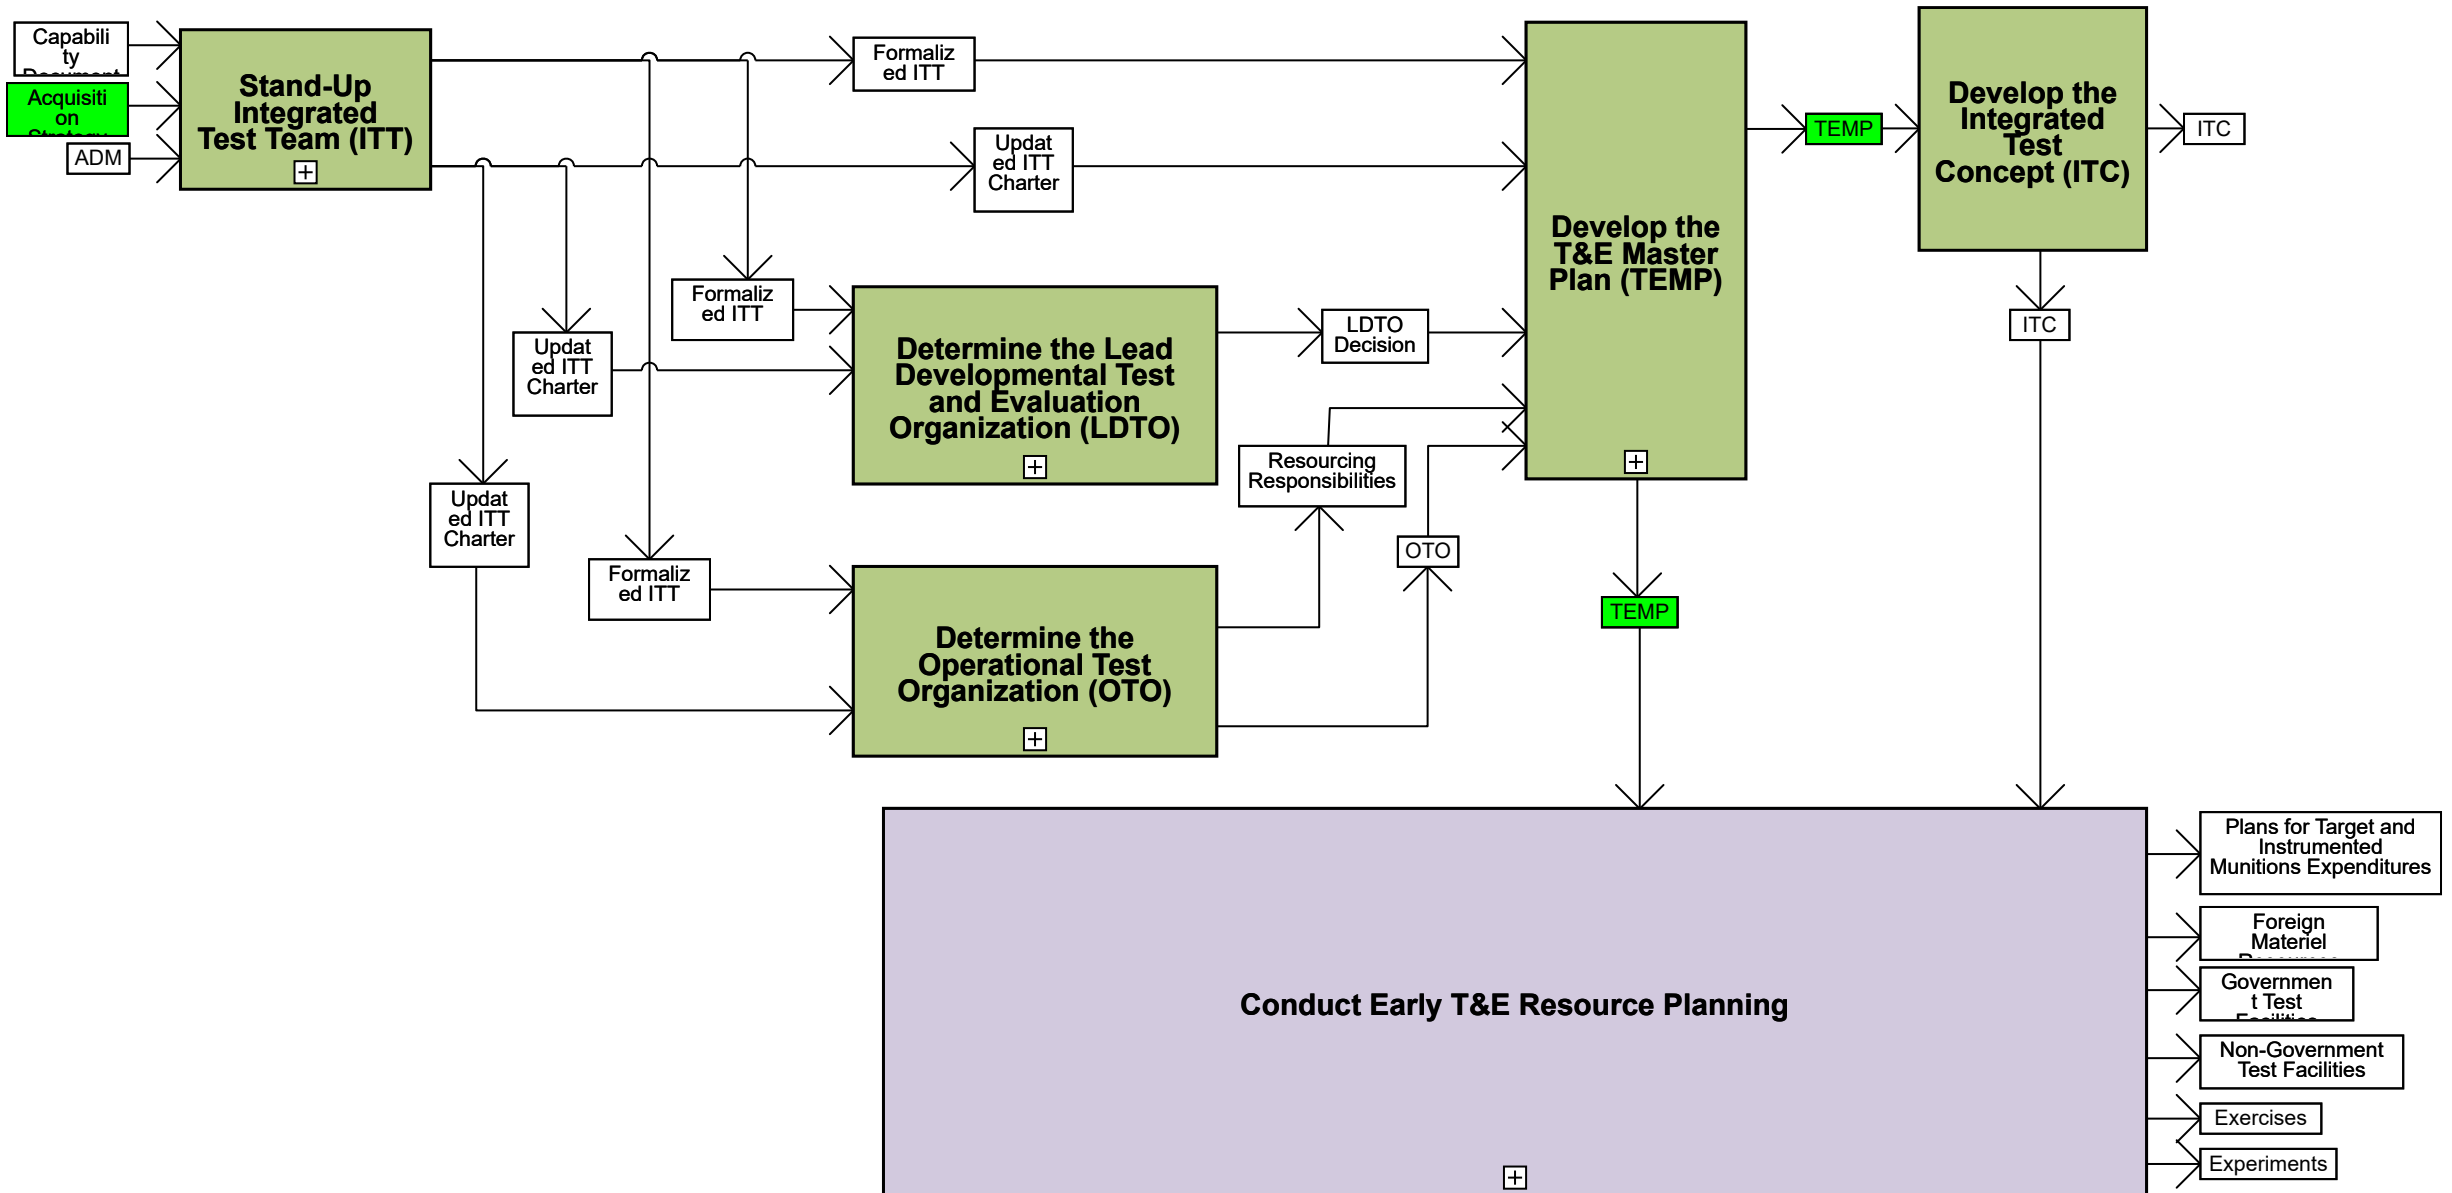 Capabili
ty
Document
Acquisiti
on
Strategy
ADM
Stand-Up
Integrated
Test Team (ITT)
Formaliz
ed ITT
Updat
ed ITT
Charter
Formaliz
ed ITT
Updat
ed ITT
Charter
Updat
ed ITT
Charter
Formaliz
ed ITT
Determine the Lead
Developmental Test
and Evaluation
Organization (LDTO)
LDTO
Decision
Resourcing
Responsibilities
OTO
Determine the
Operational Test
Organization (OTO)
Develop the
T&E Master
Plan (TEMP)
TEMP
TEMP
Develop the
Integrated
Test
Concept (ITC)
ITC
ITC
Conduct Early T&E Resource Planning
Plans for Target and
Instrumented
Munitions Expenditures
Foreign
Materiel
Resources
Governmen
t Test
Facilities
Non-Government
Test Facilities
Exercises
Experiments